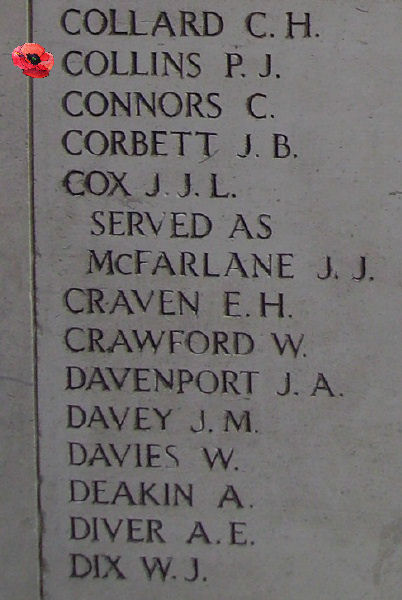 COLLARD C. H.
COLLINS P. J.
CONNORS C.
CORBETT J. B.
COX J. J. L.
SERVED AS
McFARLANE J. J.
CRAVEN E. H.
CRAWFORD W.
DAVENPORT J. A.
DAVEY J. M.
DAVIES W.
DEAKIN A.
DIVER A. E.
DIX W. J.